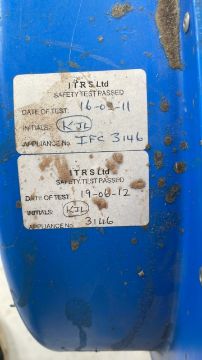 ITRS Ltd
SAFETY TEST PASSED
DATE OF TEST: 16-08-11
INITIALS: KJL
APPLIANCE No. IFC 3146
ITRS Ltd
SAFETY TEST PASSED
DATE OF TEST: 19-06-12
INITIALS: KJL
APPLIANCE No. 3146